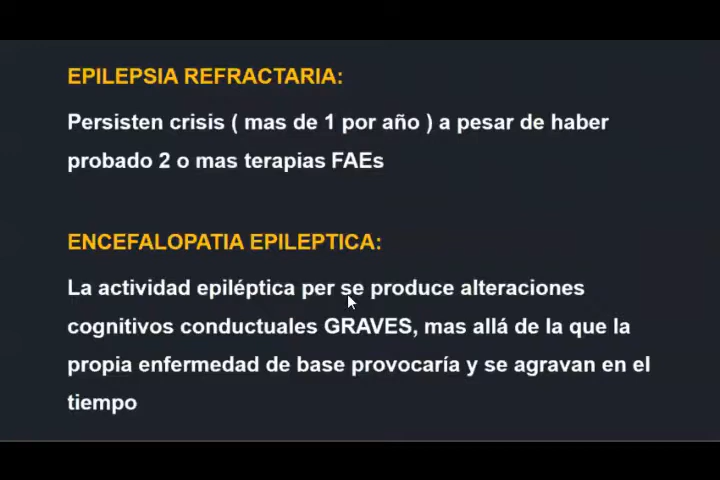 EPILEPSIA REFRACTARIA:
Persisten crisis ( mas de 1 por año ) a pesar de haber
probado 2 o mas terapias FAEs
ENCEFALOPATIA EPILEPTICA:
La actividad epiléptica per se produce alteraciones
cognitivos conductuales GRAVES, mas allá de la que la
propia enfermedad de base provocaría y se agravan en el
tiempo